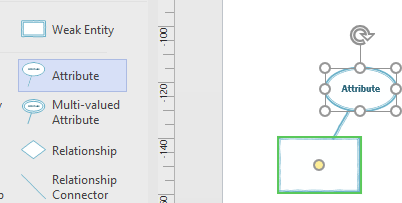 Weak Entity
Attribute
Multi-valued
Attribute
Relationship
Relationship
Connector
-100
-120
-140
Attribute